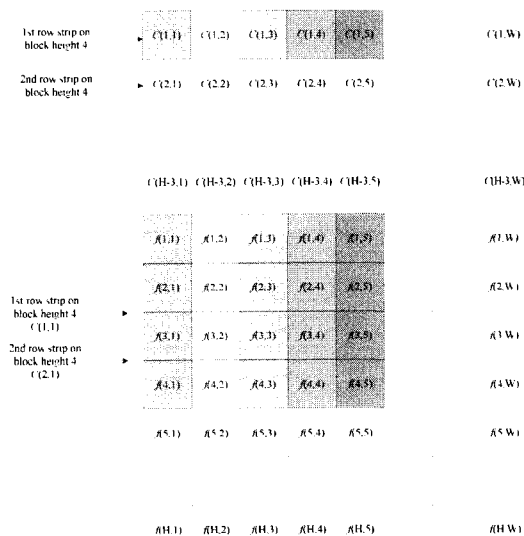 1st row strip on
block height 4
C(1,1) C(1,2) C(1,3) C(1,4) C(1,5) C(1,W)
2nd row strip on
block height 4
C(2,1) C(2,2) C(2,3) C(2,4) C(2,5) C(2,W)
C(H-3,1) C(H-3,2) C(H-3,3) C(H-3,4) C(H-3,5) C(H-3,W)
f(1,1) f(1,2) f(1,3) f(1,4) f(1,5) f(1,W)
f(2,1) f(2,2) f(2,3) f(2,4) f(2,5) f(2,W)
1st row strip on
block height 4
C(1,1)
f(3,1) f(3,2) f(3,3) f(3,4) f(3,5) f(3,W)
2nd row strip on
block height 4
C(2,1)
f(4,1) f(4,2) f(4,3) f(4,4) f(4,5) f(4,W)
f(5,1) f(5,2) f(5,3) f(5,4) f(5,5) f(5,W)
f(H,1) f(H,2) f(H,3) f(H,4) f(H,5) f(H,W)